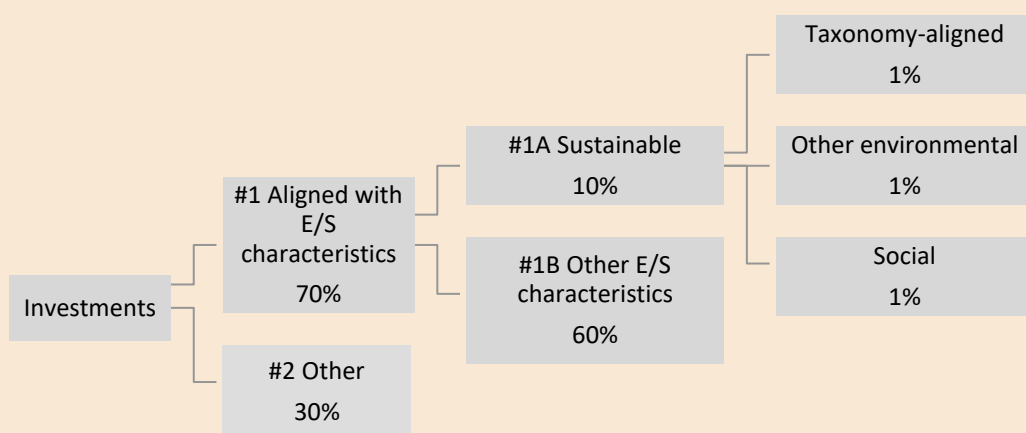 Investments
#1 Aligned with
E/S
characteristics
70%
#2 Other
30%
#1A Sustainable
10%
#1B Other E/S
characteristics
60%
Taxonomy-aligned
1%
Other environmental
1%
Social
1%